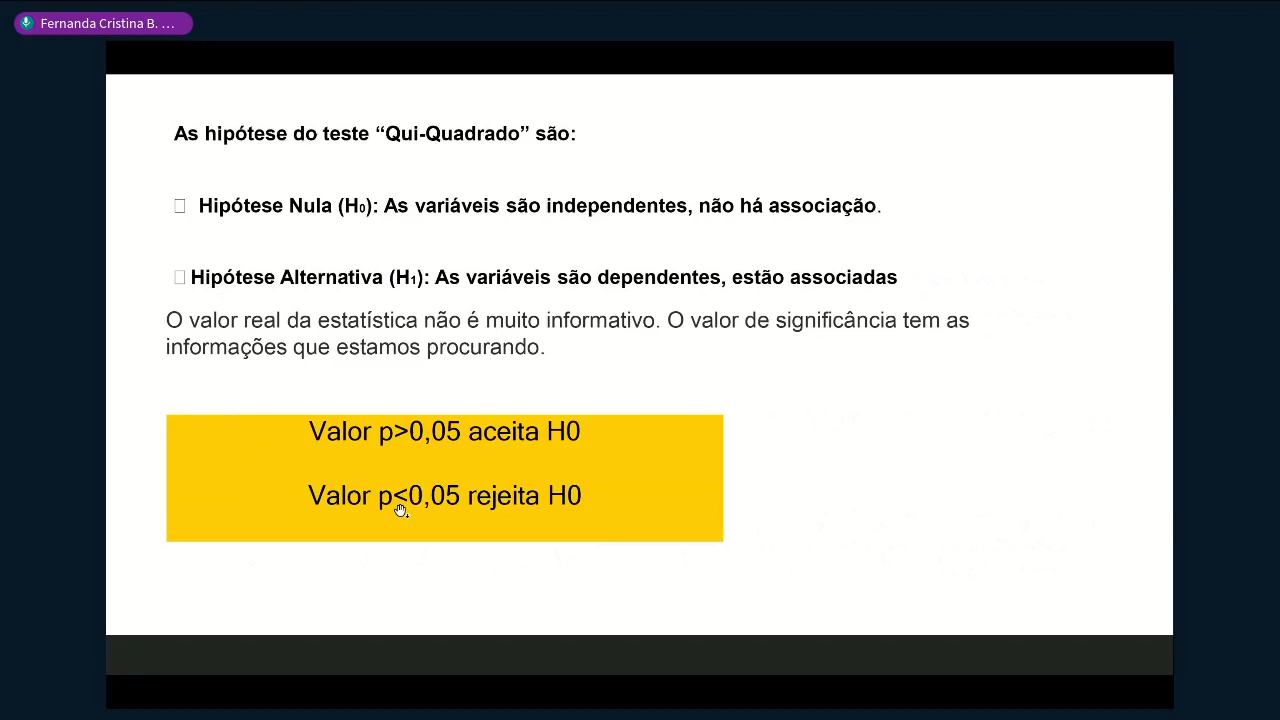 Fernanda Cristina B. ...
As hipótese do teste “Qui-Quadrado” são:
Hipótese Nula (H₀): As variáveis são independentes, não há associação.
Hipótese Alternativa (H₁): As variáveis são dependentes, estão associadas
O valor real da estatística não é muito informativo. O valor de significância tem as
informações que estamos procurando.
Valor p>0,05 aceita H0
Valor p<0,05 rejeita H0